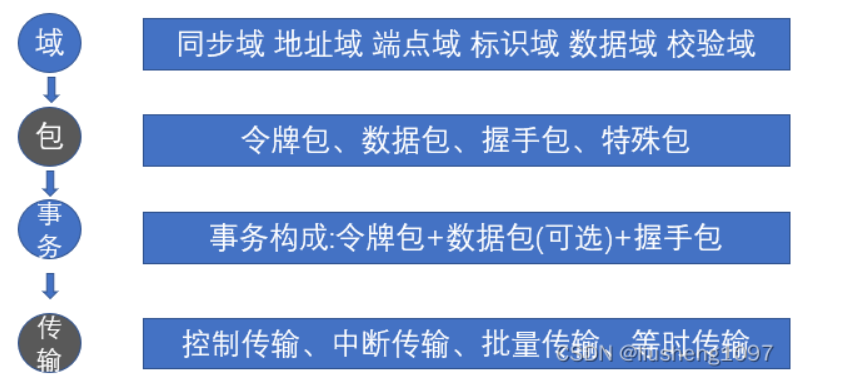 域
同步域 地址域 端点域 标识域 数据域 校验域
包
令牌包、数据包、握手包、特殊包
事
务
事务构成:令牌包+数据包(可选)+握手包
传
输
控制传输、中断传输、批量传输、等时传输